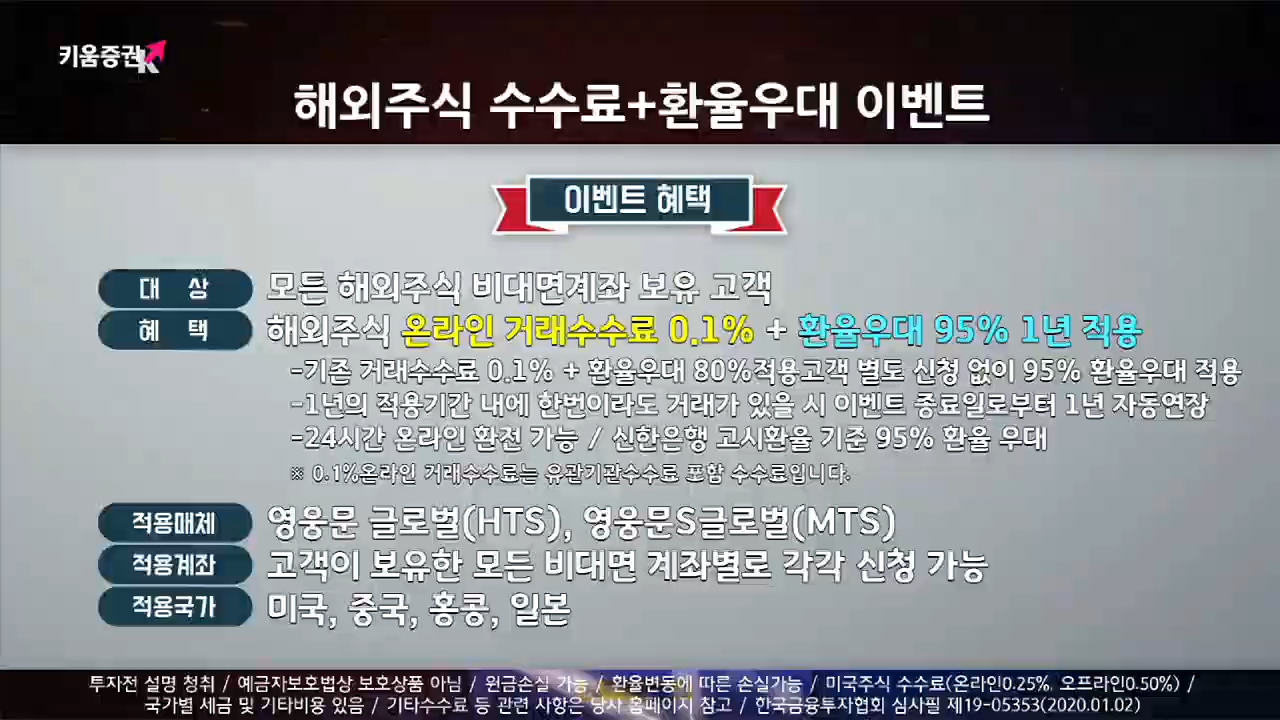 키움증권
해외주식 수수료+환율우대 이벤트
이벤트 혜택
대 상 모든 해외주식 비대면계좌 보유 고객
혜 택 해외주식 온라인 거래수수료 0.1% + 환율우대 95% 1년 적용
-기존 거래수수료 0.1% + 환율우대 80%적용고객 별도 신청 없이 95% 환율우대 적용
-1년의 적용기간 내에 한번이라도 거래가 있을 시 이벤트 종료일로부터 1년 자동연장
-24시간 온라인 환전 가능 / 신한은행 고시환율 기준 95% 환율 우대
※ 0.1%온라인 거래수수료는 유관기관수수료 포함 수수료입니다.
적용매체 영웅문 글로벌(HTS), 영웅문S글로벌(MTS)
적용계좌 고객이 보유한 모든 비대면 계좌별로 각각 신청 가능
적용국가 미국, 중국, 홍콩, 일본
투자전 설명 청취 / 예금자보호법상 보호상품 아님 / 원금손실 가능 / 환율변동에 따른 손실가능 / 미국주식 수수료(온라인0.25%, 오프라인0.50%) /
국가별 세금 및 기타비용 있음 / 기타수수료 등 관련 사항은 당사 홈페이지 참고 / 한국금융투자협회 심사필 제19-05353(2020.01.02)